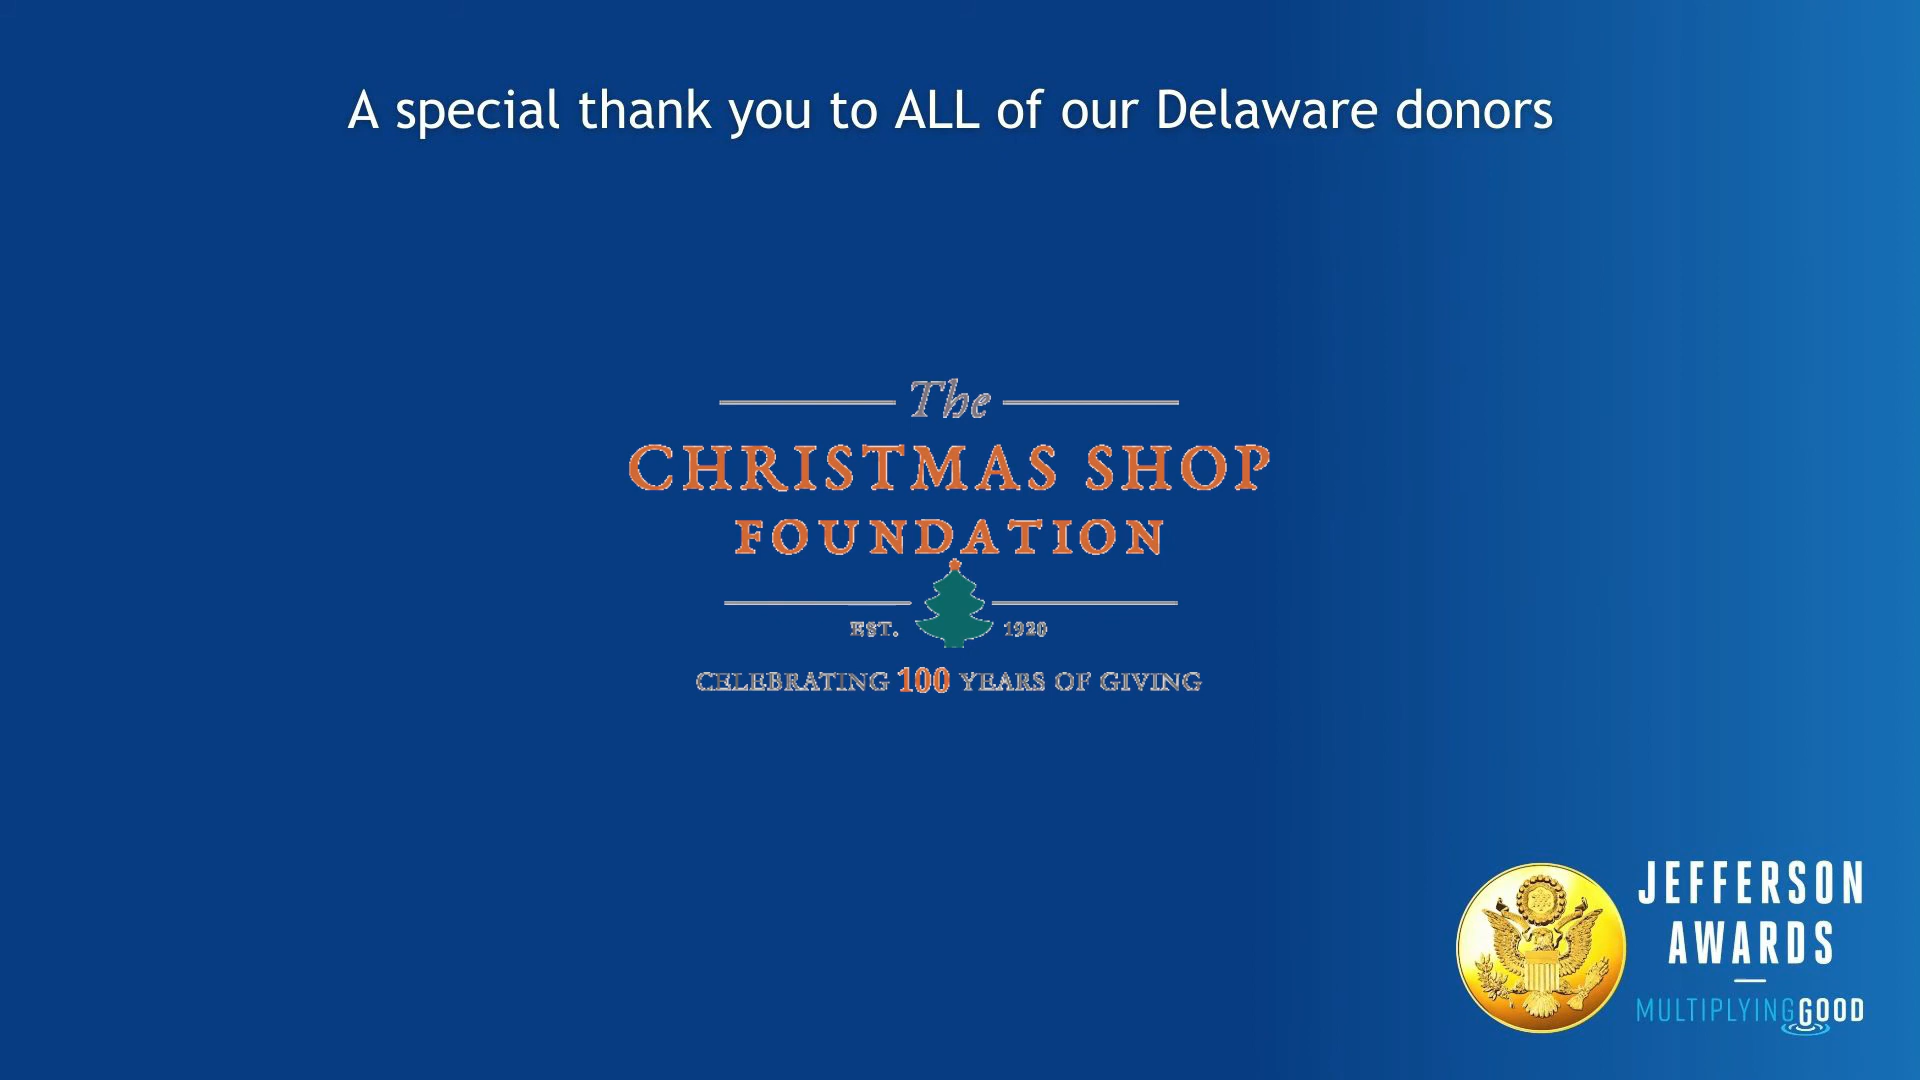 A special thank you to ALL of our Delaware donors
The
CHRISTMAS SHOP
FOUNDATION
EST. 1920
CELEBRATING 100 YEARS OF GIVING
JEFFERSON
AWARDS
MULTIPLYINGGOOD